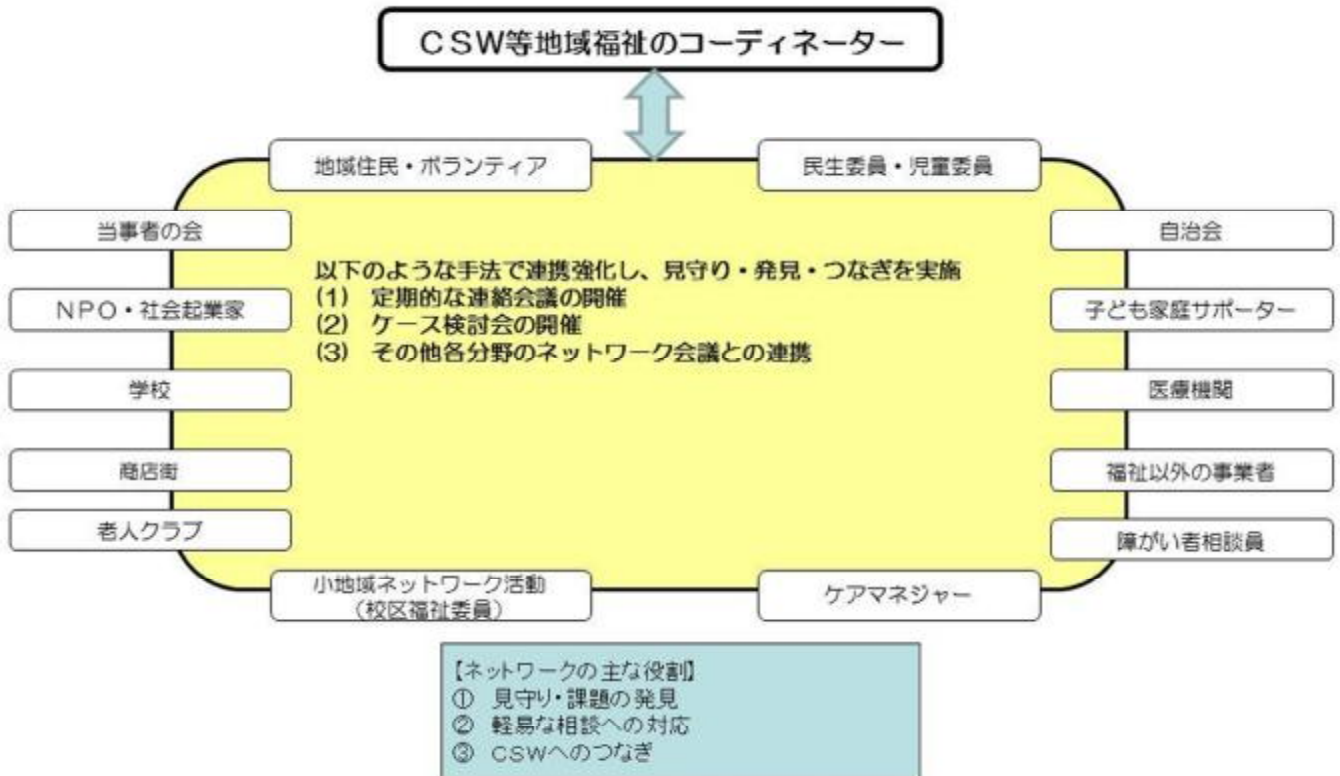 CSW等地域福祉のコーディネーター
地域住民・ボランティア
民生委員・児童委員
当事者の会
自治会
以下のような手法で連携強化し、見守り・発見・つなぎを実施
(1) 定期的な連絡会議の開催
(2) ケース検討会の開催
(3) その他各分野のネットワーク会議との連携
NPO・社会起業家
子ども家庭サポーター
学校
医療機関
商店街
福祉以外の事業者
老人クラブ
障がい者相談員
小地域ネットワーク活動
(校区福祉委員)
ケアマネジャー
【ネットワークの主な役割】
① 見守り・課題の発見
② 軽易な相談への対応
③ CSWへのつなぎ